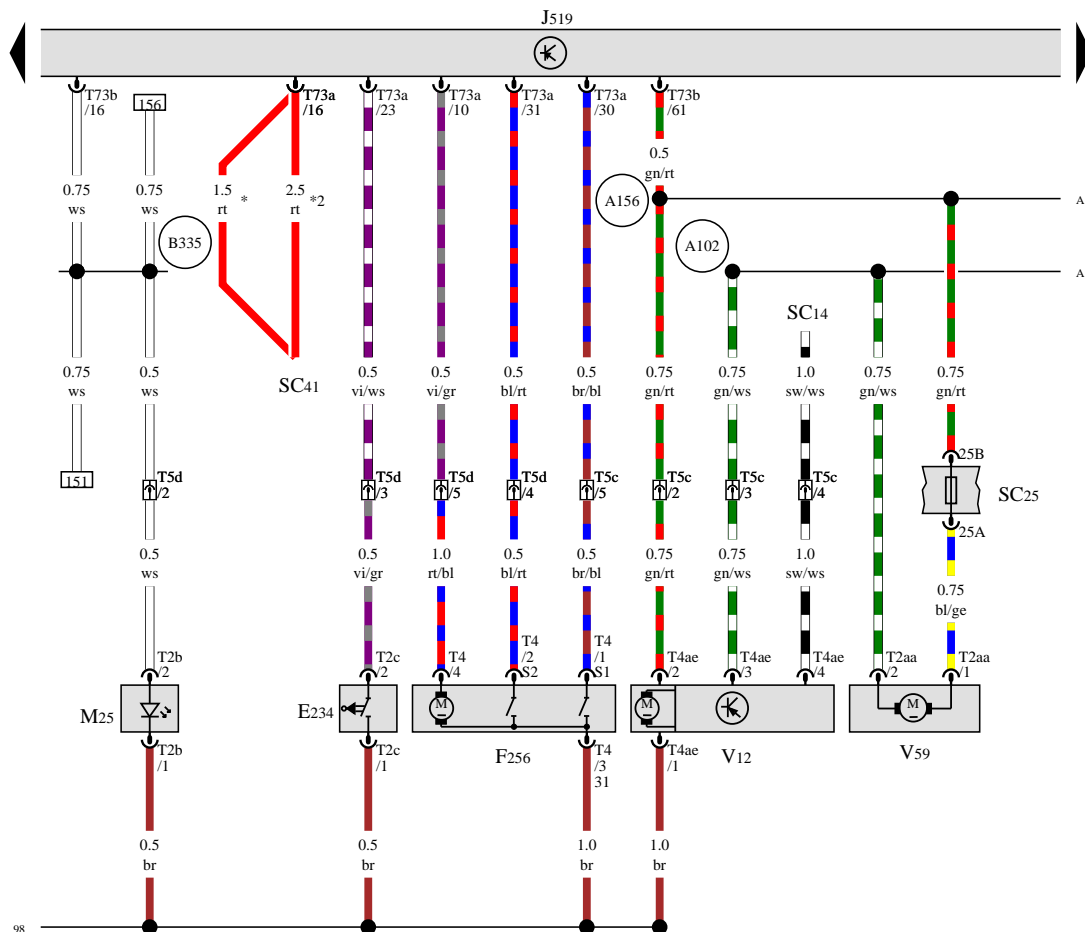 J519
T73b
/16
156
T73a
/16
T73a
/23
T73a
/10
T73a
/31
T73a
/30
T73b
/61
0.5
gn/rt
0.75
ws
0.75
ws
1.5
rt
*
2.5
rt
*2
A156
A
B335
A102
A
SC14
SC41
0.75
ws
0.5
ws
0.5
vi/ws
0.5
vi/gr
0.5
bl/rt
0.5
br/bl
0.75
gn/rt
0.75
gn/ws
1.0
sw/ws
0.75
gn/ws
0.75
gn/rt
25B
151
T5d
/2
T5d
/3
T5d
/5
T5d
/4
T5c
/5
T5c
/2
T5c
/3
T5c
/4
SC25
25A
0.5
ws
0.5
vi/gr
1.0
rt/bl
0.5
bl/rt
0.5
br/bl
0.75
gn/rt
0.75
gn/ws
1.0
sw/ws
0.75
bl/ge
T2b
/2
T2c
/2
T4
/4
T4
/2
S2
T4
/1
S1
T4ae
/2
T4ae
/3
T4ae
/4
T2aa
/2
T2aa
/1
M25
E234
M
M
M
F256
V12
V59
T2b
/1
T2c
/1
T4
/3
31
T4ae
/1
0.5
br
0.5
br
1.0
br
1.0
br
98